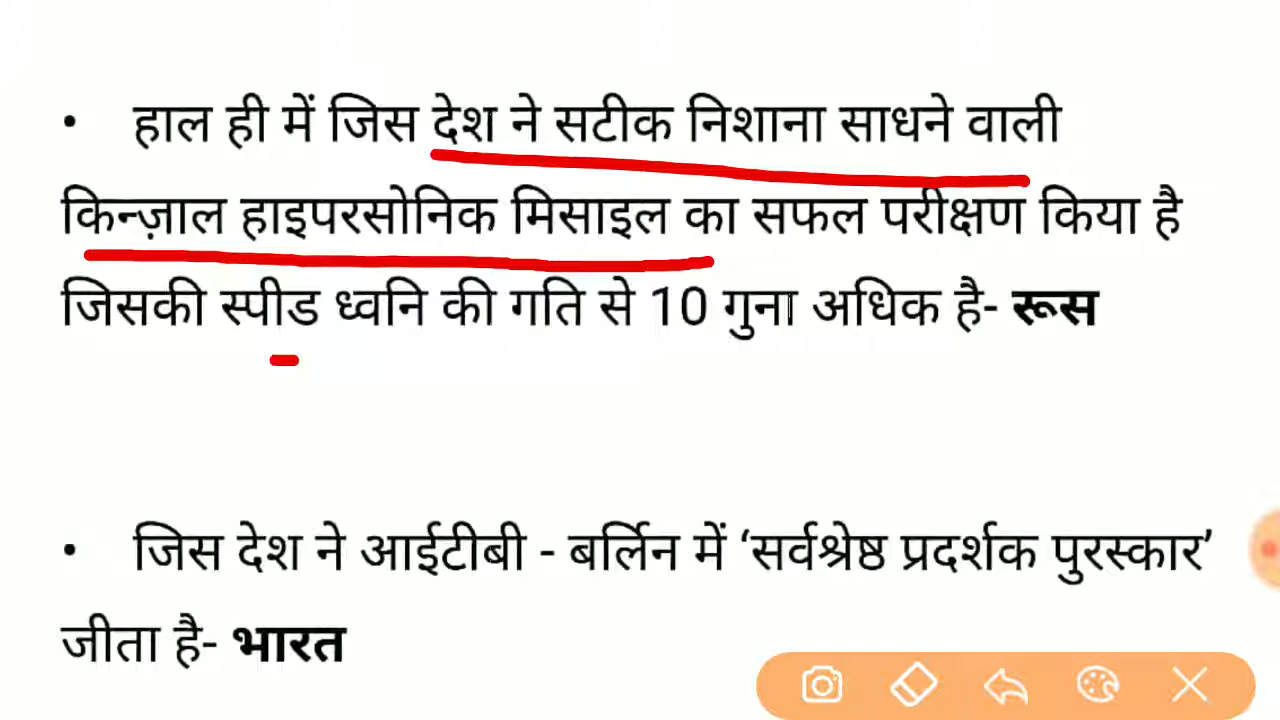 • हाल ही में जिस देश ने सटीक निशाना साधने वाली
किन्ज़ाल हाइपरसोनिक मिसाइल का सफल परीक्षण किया है
जिसकी स्पीड ध्वनि की गति से 10 गुना अधिक है- रूस
• जिस देश ने आईटीबी - बर्लिन में ‘सर्वश्रेष्ठ प्रदर्शक पुरस्कार’
जीता है- भारत